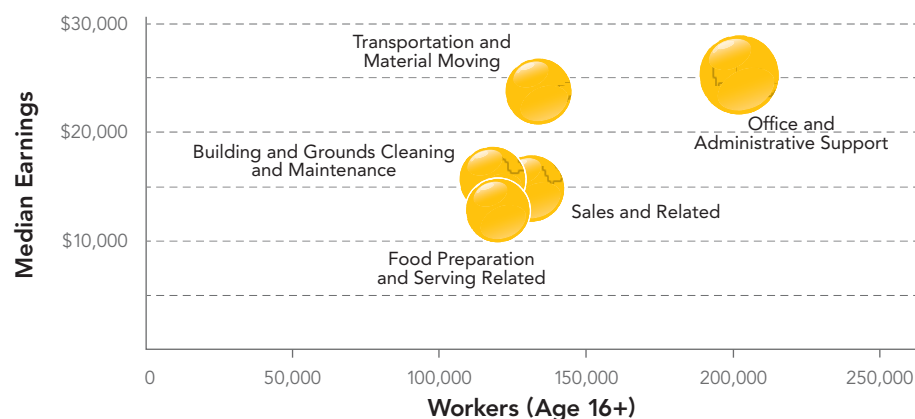 $30,000
Transportation and
Material Moving
$20,000
Office and
Administrative Support
Building and Grounds Cleaning
and Maintenance
Sales and Related
$10,000
Food Preparation
and Serving Related
Median Earnings
0
50,000
100,000
150,000
200,000
250,000
Workers (Age 16+)